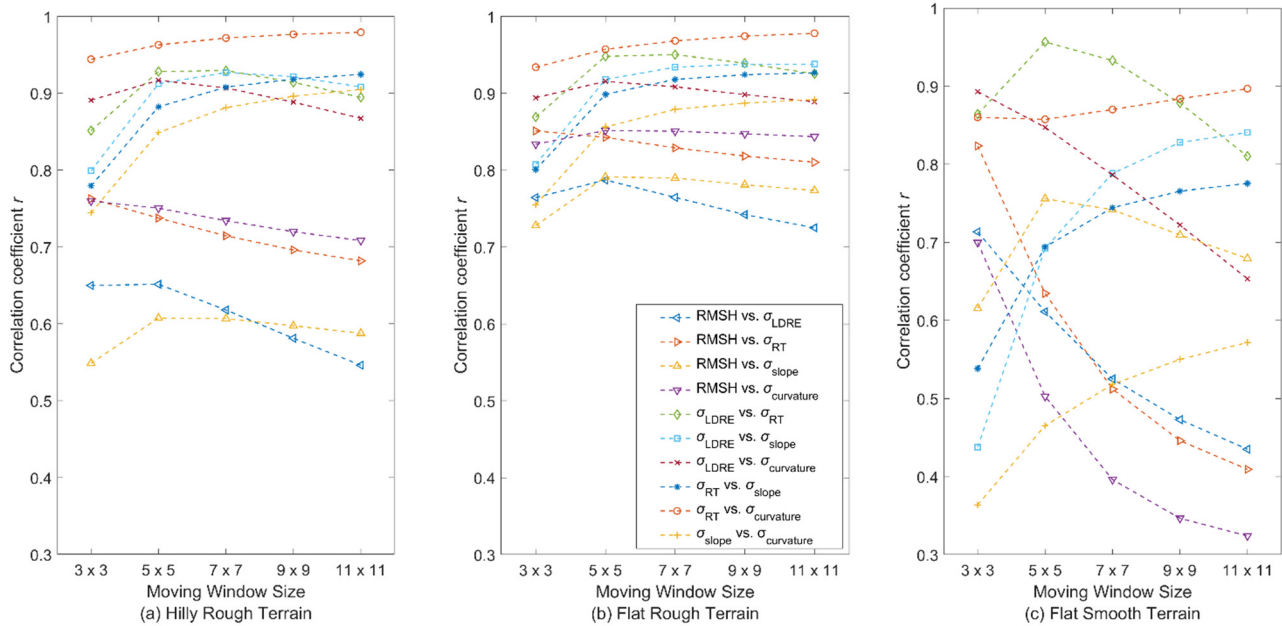 Correlation coefficient r
1
0.9
0.8
0.7
0.6
0.5
0.4
0.3
3 x 3 5 x 5 7 x 7 9 x 9 11 x 11
Moving Window Size
(a) Hilly Rough Terrain
Correlation coefficient r
1
0.9
0.8
0.7
0.6
0.5
0.4
0.3
RMSH vs. σLDRE
RMSH vs. σRT
RMSH vs. σslope
RMSH vs. σcurvature
σLDRE vs. σRT
σLDRE vs. σslope
σLDRE vs. σcurvature
σRT vs. σslope
σRT vs. σcurvature
σslope vs. σcurvature
3 x 3 5 x 5 7 x 7 9 x 9 11 x 11
Moving Window Size
(b) Flat Rough Terrain
Correlation coefficient r
1
0.9
0.8
0.7
0.6
0.5
0.4
0.3
3 x 3 5 x 5 7 x 7 9 x 9 11 x 11
Moving Window Size
(c) Flat Smooth Terrain